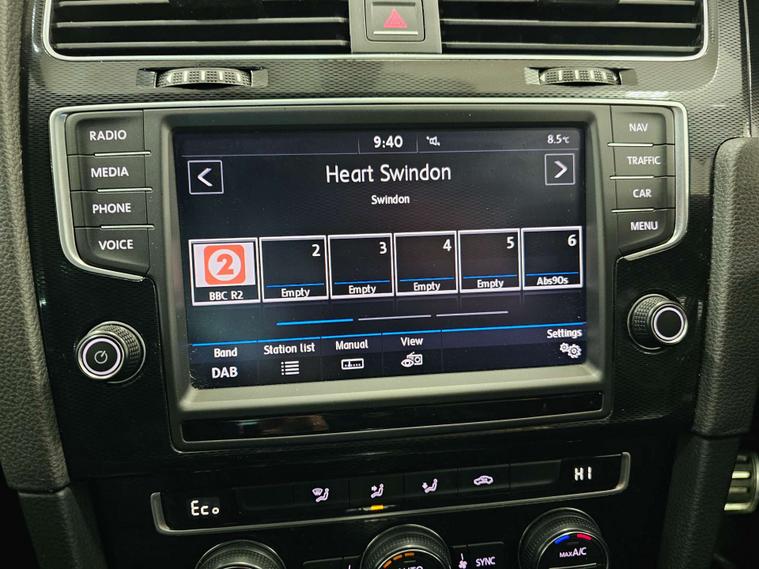 RADIO
MEDIA
PHONE
VOICE
NAV
TRAFFIC
CAR
MENU
9:40
8.5°C
Heart Swindon
Swindon
2
BBC R2
2
Empty
3
Empty
4
Empty
5
Empty
6
Abs90s
Band
DAB
Station list
Manual
View
Settings
Eco
HI
AUTO
SYNC
MAX A/C